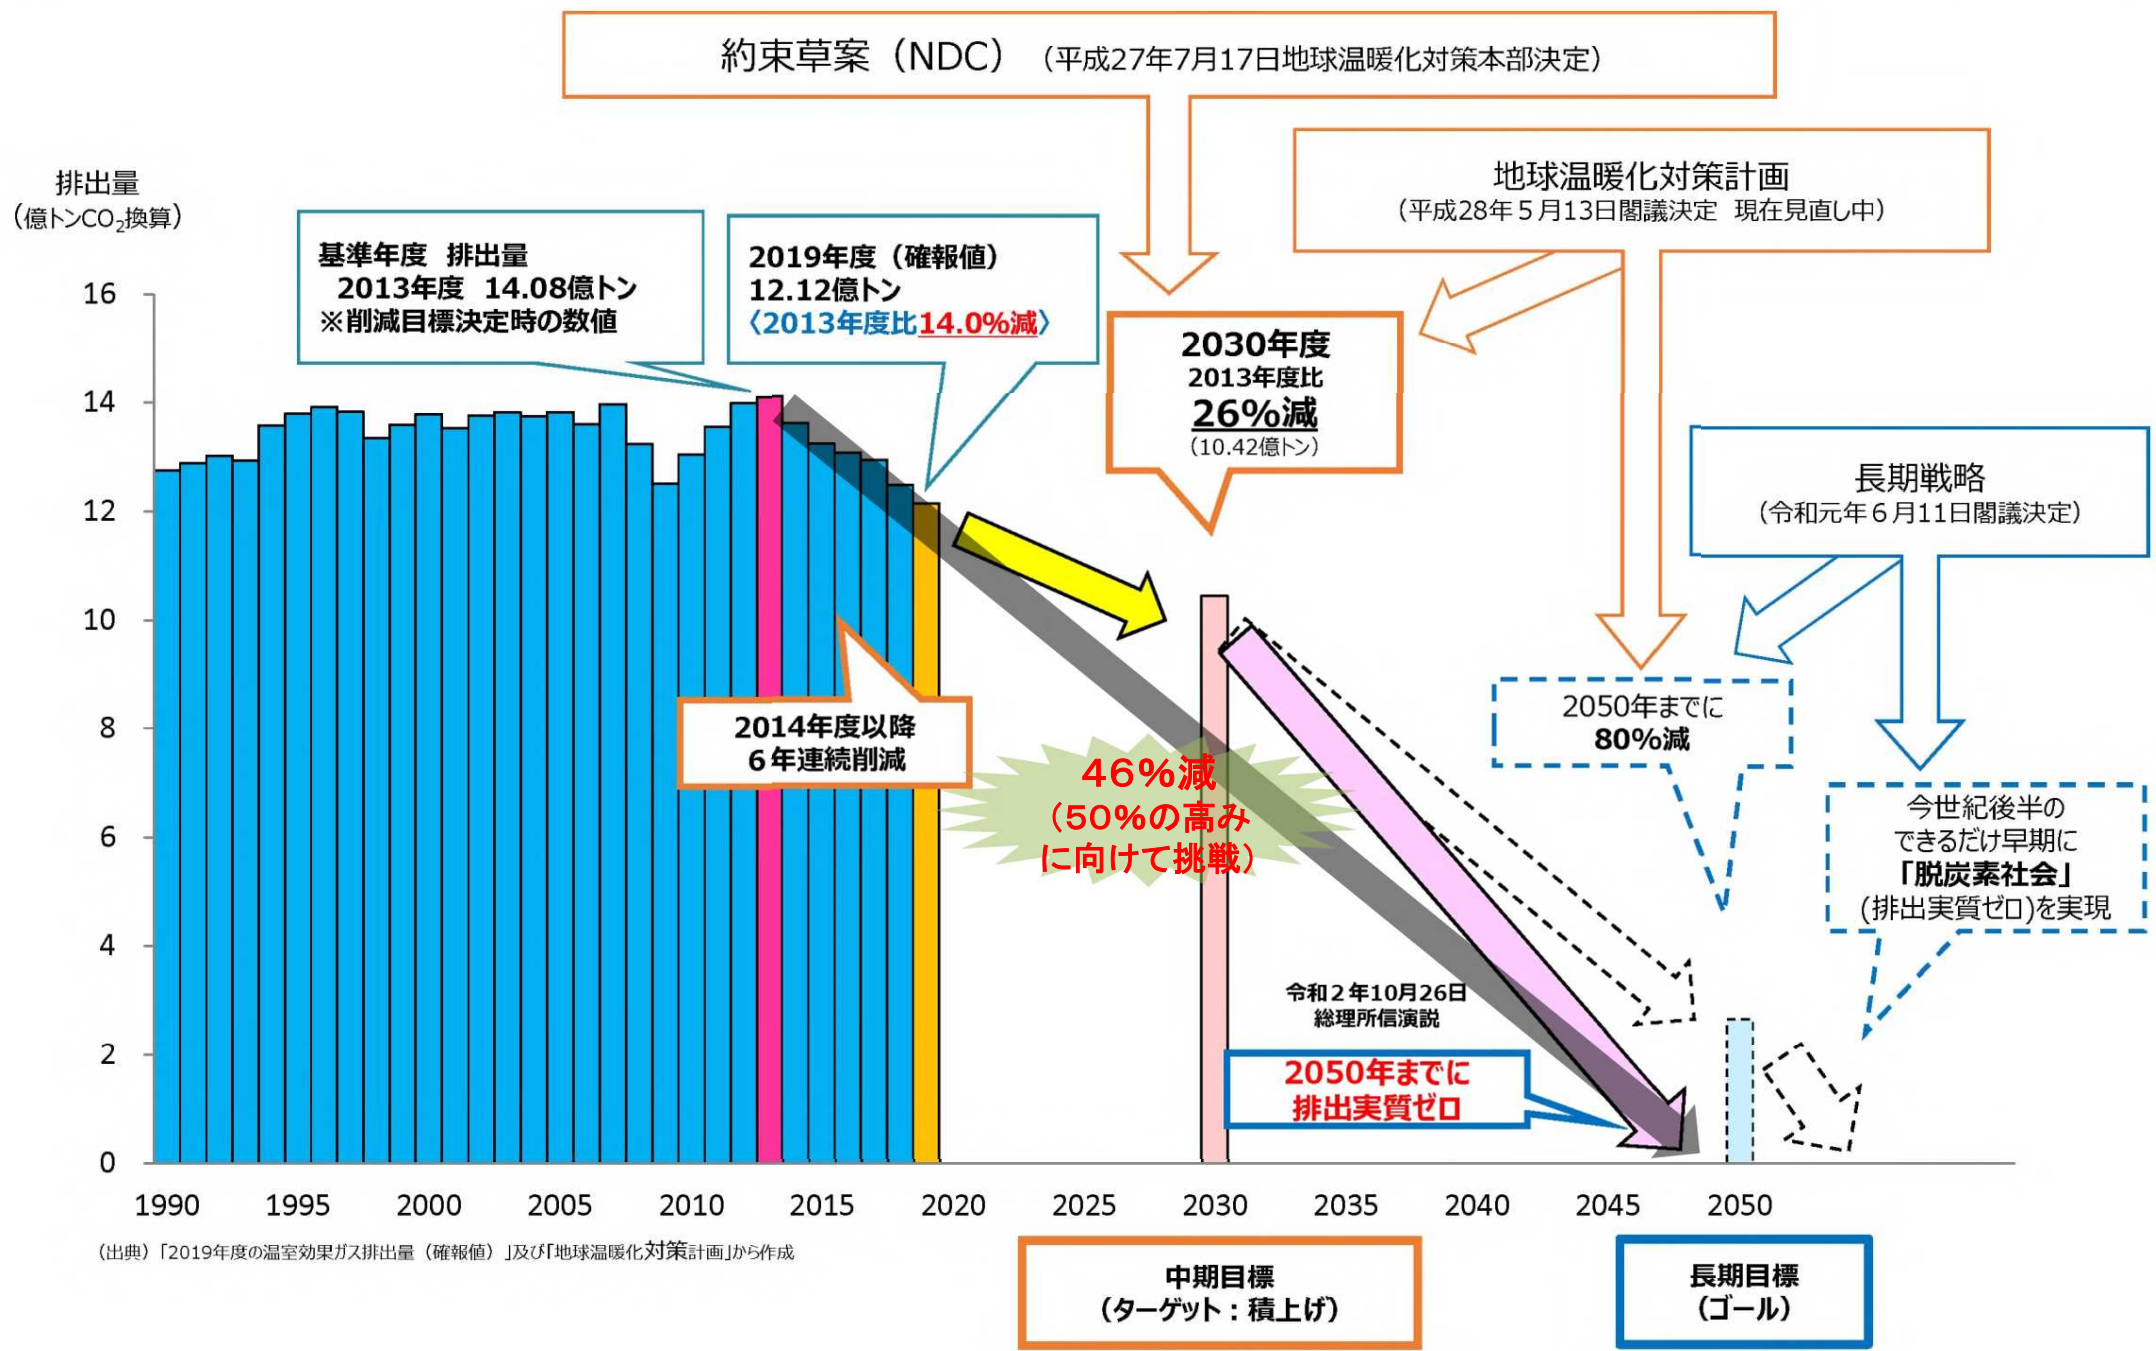 約束草案（NDC）（平成27年7月17日地球温暖化対策本部決定）
地球温暖化対策計画
（平成28年５月13日閣議決定　現在見直し中）
排出量
（億トンCO₂換算）
基準年度　排出量
2013年度　14.08億トン
※削減目標決定時の数値
2019年度（確報値）
12.12億トン
〈2013年度比14.0%減〉
2030年度
2013年度比
26%減
（10.42億トン）
長期戦略
（令和元年６月11日閣議決定）
16
14
12
10
8
6
4
2
0
2014年度以降
６年連続削減
46%減
（50%の高み
に向けて挑戦）
2050年までに
80%減
今世紀後半の
できるだけ早期に
「脱炭素社会」
(排出実質ゼロ)を実現
令和２年10月26日
総理所信演説
2050年までに
排出実質ゼロ
1990 1995 2000 2005 2010 2015 2020 2025 2030 2035 2040 2045 2050
（出典）「2019年度の温室効果ガス排出量（確報値）」及び「地球温暖化対策計画」から作成
中期目標
（ターゲット：積上げ）
長期目標
（ゴール）